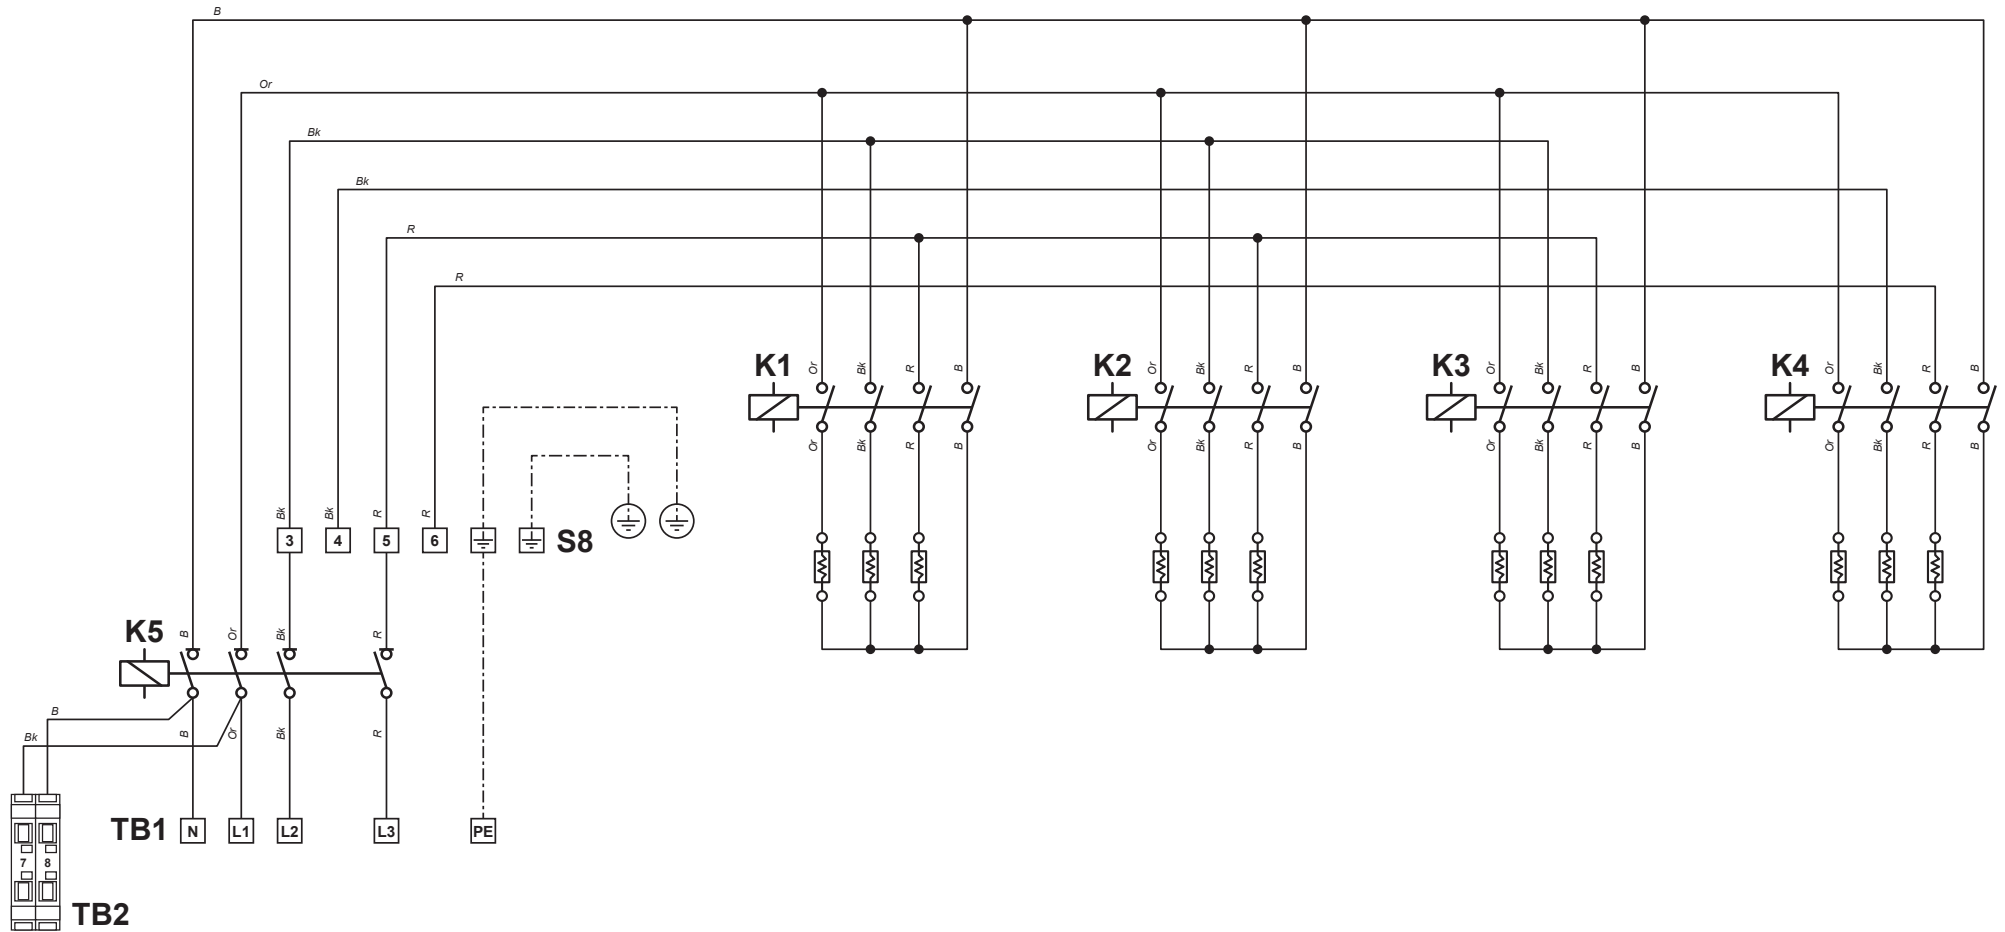 B
Or
Bk
Bk
R
R
K1 Or Bk R B
K2 Or Bk R B
K3 Or Bk R B
K4 Or Bk R B
Or Bk R B
Or Bk R B
Or Bk R B
Or Bk R B
Bk Bk R R
3 4 5 6 S8
K5 B Or Bk R
B
Bk
B Or Bk R
TB1 N L1 L2 L3 PE
7 8
TB2